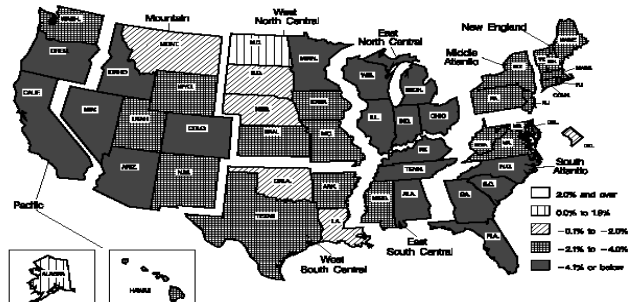 West
North Central
Mountain
East
North Central
New England
Middle
Atlantic
WASH.
MONT.
N.D.
MINN.
OREG.
IDAHO
S.D.
WIS.
MICH.
WYO.
IOWA
NEB.
CALIF.
NEV.
UTAH
COLO.
KAN.
MO.
ILL.
IND.
OHIO
PA.
MAINE
MASS.
CONN.
DEL.
VA.
KY.
TENN.
N.C.
S.C.
ARIZ.
N.M.
OKLA.
ARK.
TEXAS
LA.
MISS.
ALA.
GA.
FLA.
South
Atlantic
Pacific
West
South Central
East
South Central
2.0% and over
0.0% to 1.9%
-0.1% to -2.0%
-2.1% to -4.0%
-4.1% or below
ALASKA
HAWAII